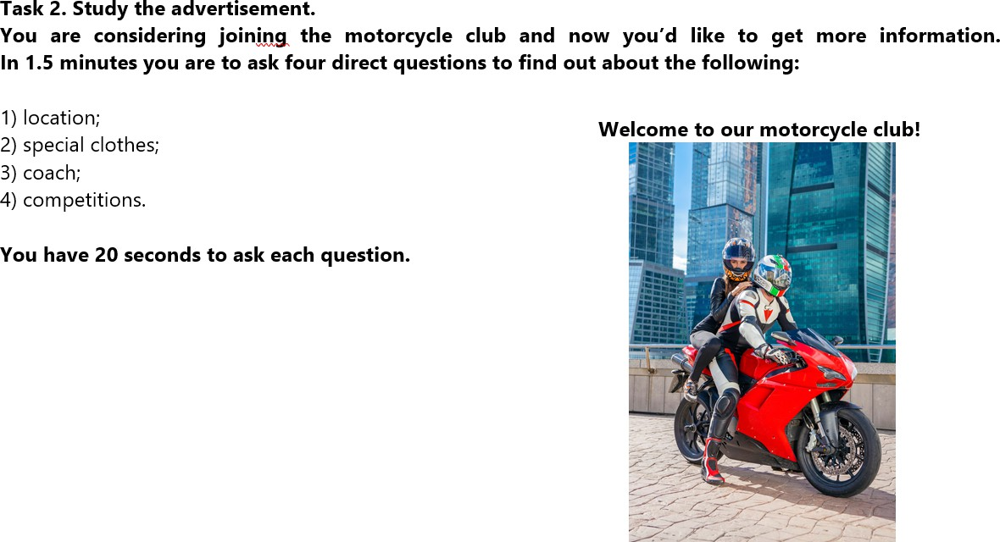 Task 2. Study the advertisement.
You are considering joining the motorcycle club and now you’d like to get more information.
In 1.5 minutes you are to ask four direct questions to find out about the following:
1) location;
2) special clothes;
3) coach;
4) competitions.
Welcome to our motorcycle club!
You have 20 seconds to ask each question.